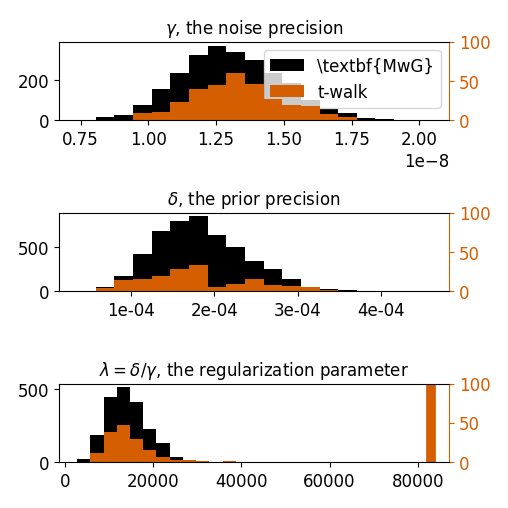 γ, the noise precision
200
0
100
50
0
\textbf{MwG}
t-walk
0.75 1.00 1.25 1.50 1.75 2.00
1e−8
δ, the prior precision
500
0
100
50
0
1e-04 2e-04 3e-04 4e-04
λ = δ/γ, the regularization parameter
500
0
100
50
0
0 20000 40000 60000 80000